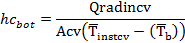 hc_bot = Qradincv / Acv(T̅_instcv − (T̅_b))